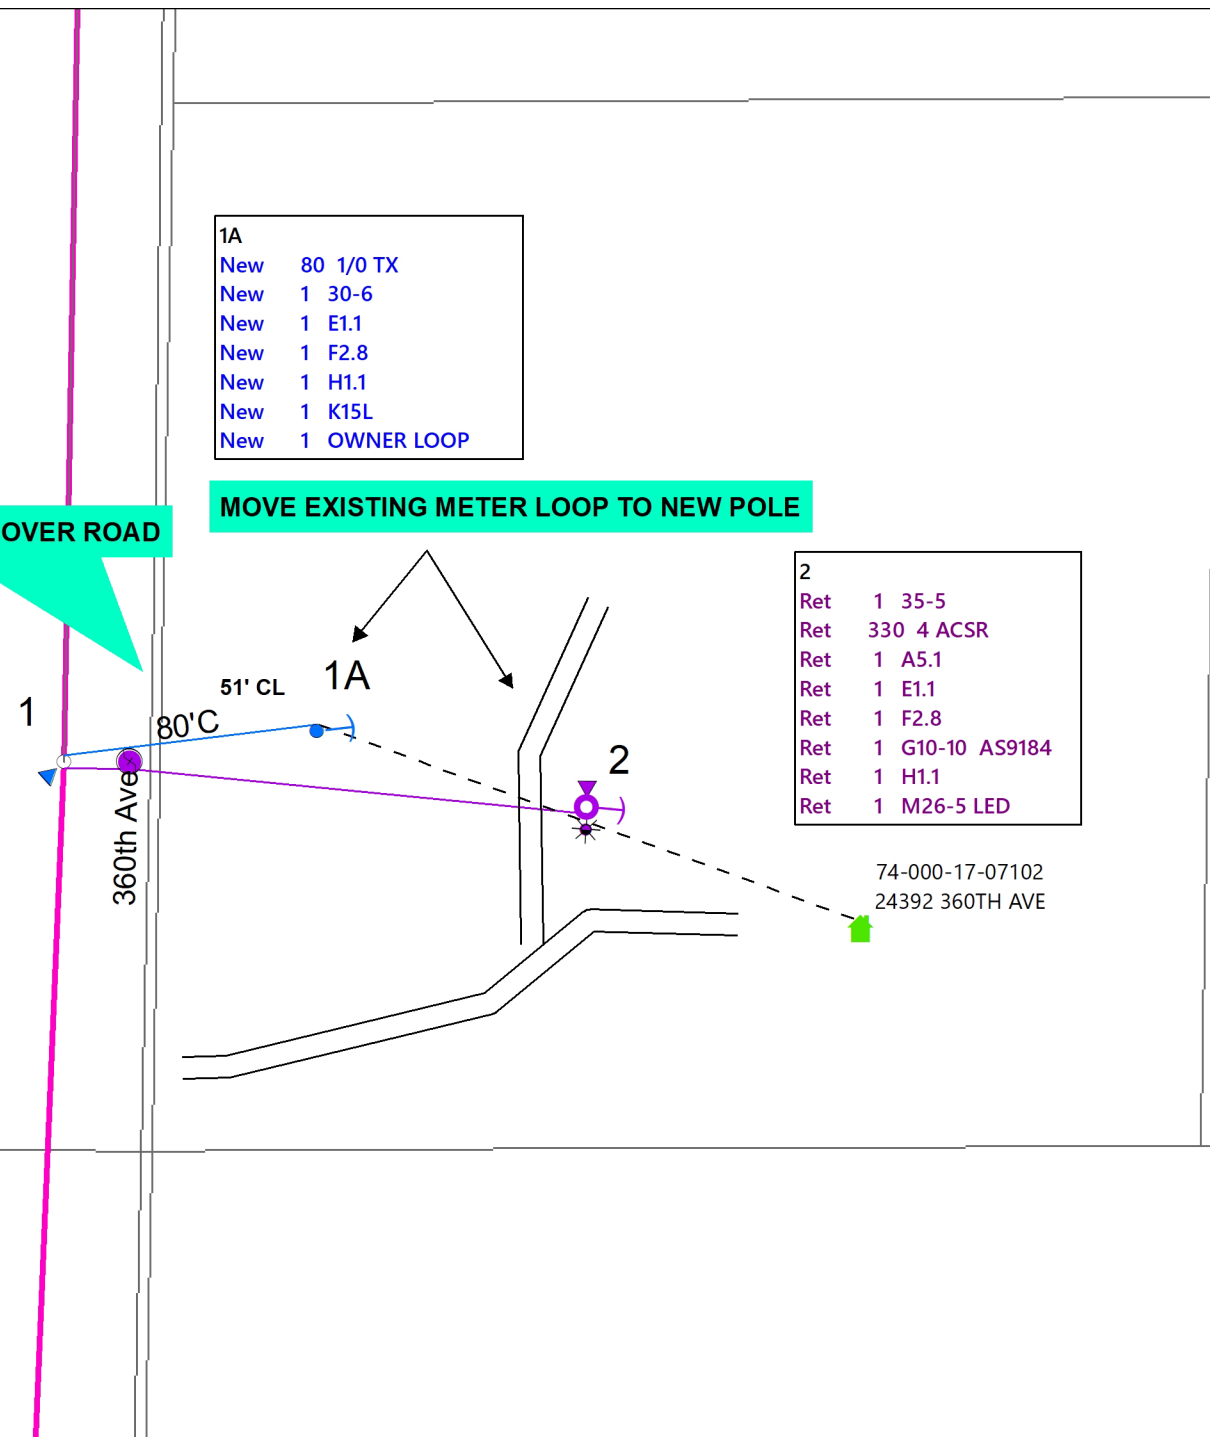 1A
New 80 1/0 TX
New 1 30-6
New 1 E1.1
New 1 F2.8
New 1 H1.1
New 1 K15L
New 1 OWNER LOOP
MOVE EXISTING METER LOOP TO NEW POLE
OVER ROAD
2
Ret 1 35-5
Ret 330 4 ACSR
Ret 1 A5.1
Ret 1 E1.1
Ret 1 F2.8
Ret 1 G10-10 AS9184
Ret 1 H1.1
Ret 1 M26-5 LED
1
51' CL
1A
80'C
2
360th Ave
74-000-17-07102
24392 360TH AVE